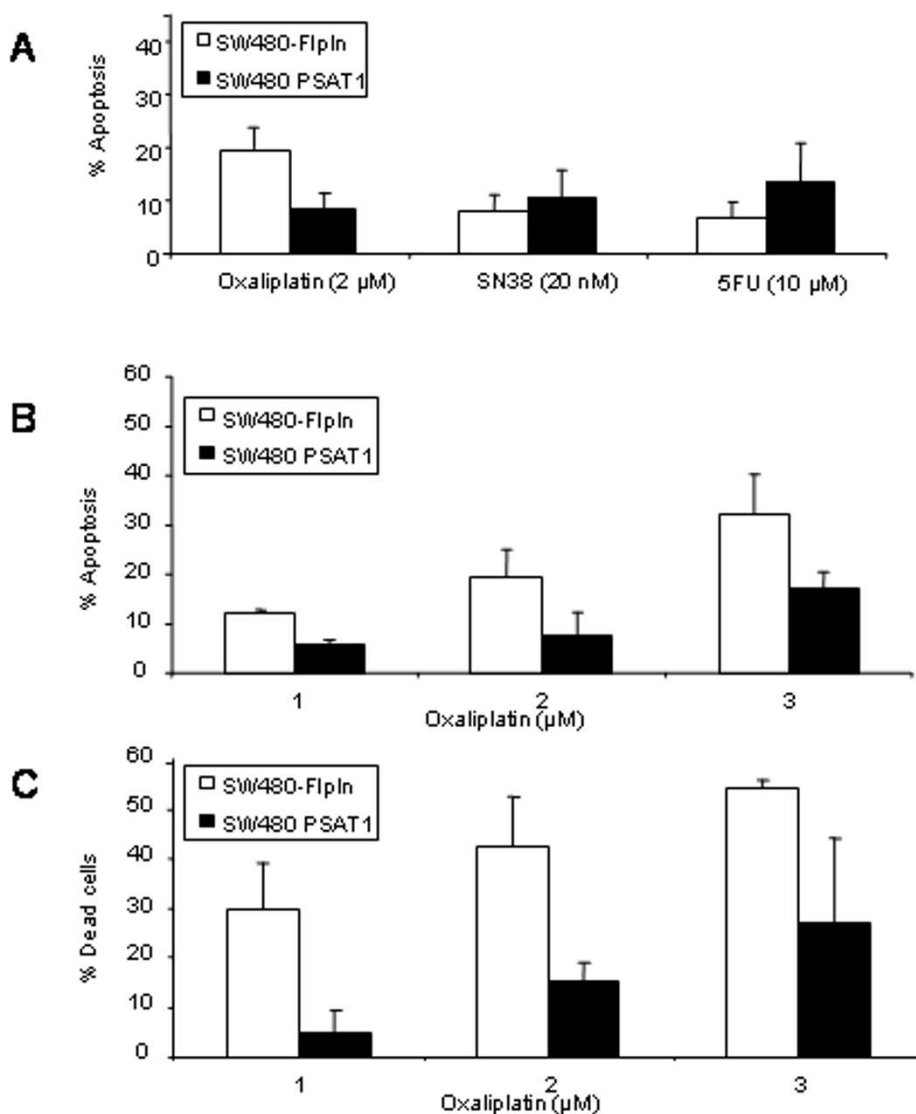 A
% Apoptosis
40
30
20
10
0
SW480-FlpIn
SW480 PSAT1
Oxaliplatin (2 µM) SN38 (20 nM) 5FU (10 µM)
B
% Apoptosis
60
50
40
30
20
10
0
SW480-FlpIn
SW480 PSAT1
1 2 3
Oxaliplatin (µM)
C
% Dead cells
60
50
40
30
20
10
0
SW480-FlpIn
SW480 PSAT1
1 2 3
Oxaliplatin (µM)